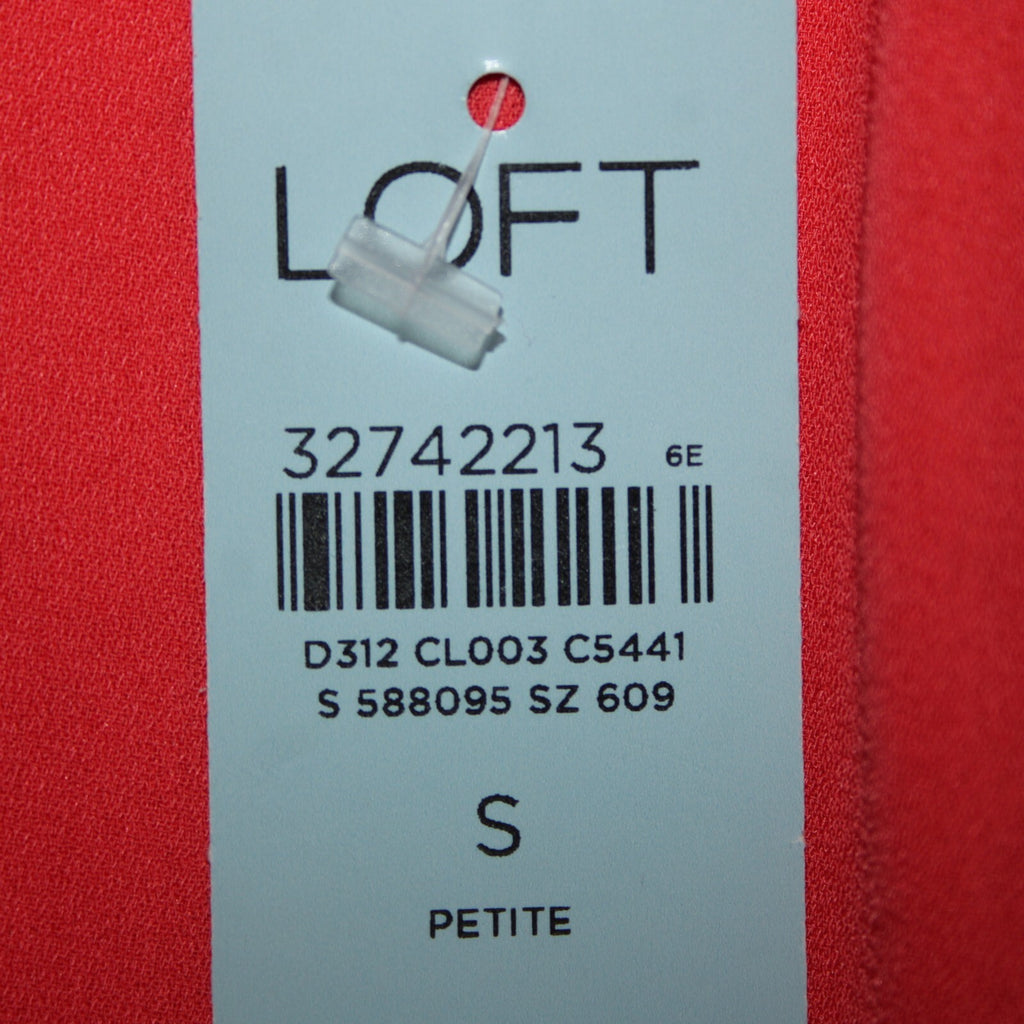 LOFT
32742213 6E
D312 CL003 C5441
S 588095 SZ 609
S
PETITE